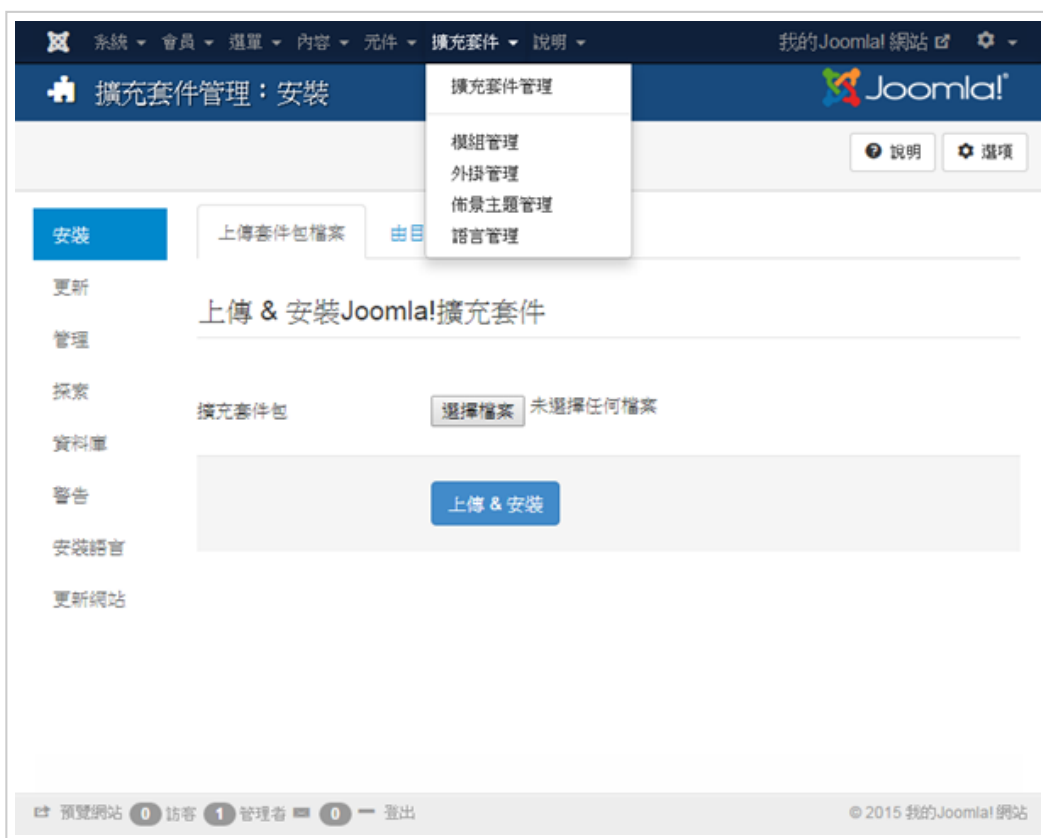 系統 會員 選單 內容 元件 擴充套件 說明 我的Joomla! 網站
擴充套件管理：安裝 Joomla!
擴充套件管理
模組管理
外掛管理
佈景主題管理
語言管理
說明 選項
安裝
更新
管理
探索
資料庫
警告
安裝語言
更新網站
上傳套件包檔案 由目
上傳 & 安裝Joomla!擴充套件
擴充套件包 選擇檔案 未選擇任何檔案
上傳 & 安裝
預覽網站 0 訪客 1 管理者 0 登出 © 2015 我的Joomla! 網站